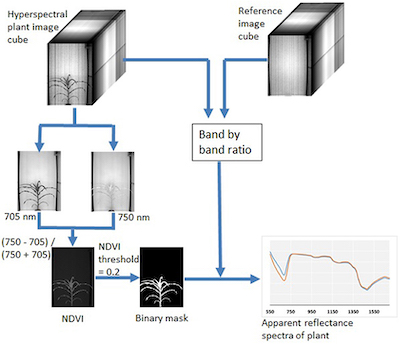 Hyperspectral
plant image
cube
Reference
image
cube
Band by
band ratio
705 nm
750 nm
(750 - 705) /
(750 + 705)
NDVI
threshold
= 0.2
NDVI
Binary mask
550 750 950 1150 1350 1550
Apparent reflectance
spectra of plant